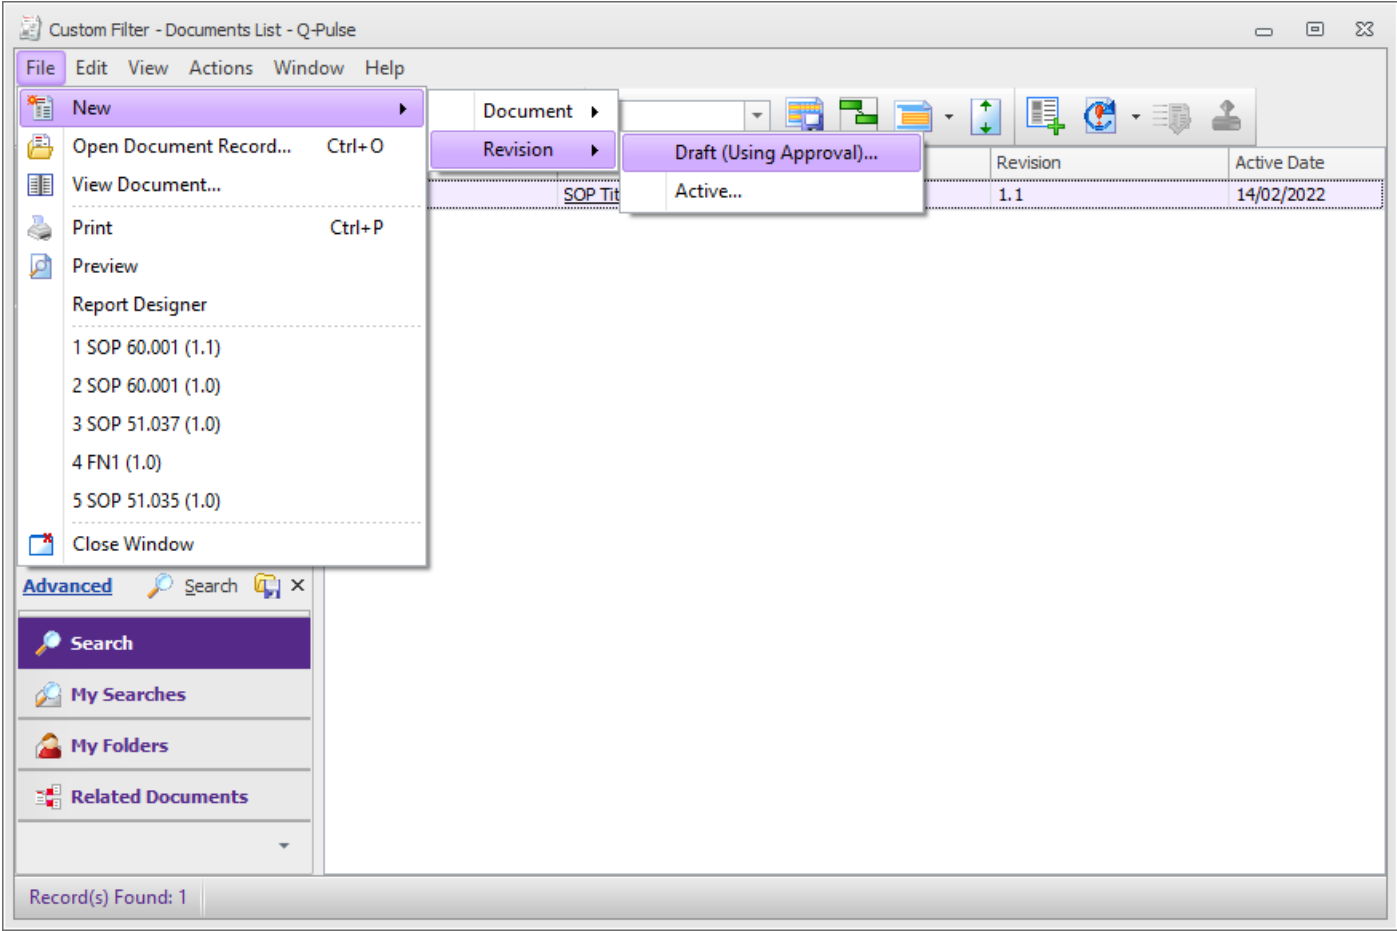 Custom Filter - Documents List - Q-Pulse
File Edit View Actions Window Help
New
Document
Revision
Draft (Using Approval)...
Active...
Open Document Record... Ctrl+O
View Document...
Print Ctrl+P
Preview
Report Designer
1 SOP 60.001 (1.1)
2 SOP 60.001 (1.0)
3 SOP 51.037 (1.0)
4 FN1 (1.0)
5 SOP 51.035 (1.0)
Close Window
Revision Active Date
SOP Tit 1.1 14/02/2022
Advanced Search
Search
My Searches
My Folders
Related Documents
Record(s) Found: 1